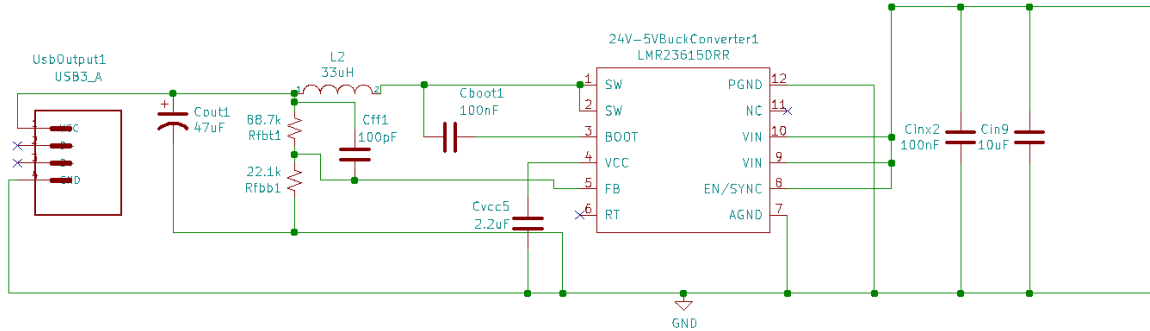 24V-5VBuckConverter1
LMR23615DRR
UsbOutput1
USB3_A
L2
33uH
1
2
Cout1
47uF
+
88.7k
Rfbt1
Cff1
100pF
22.1k
Rfbb1
Cboot1
100nF
Cvcc5
2.2uF
1
VCC
2
D-
3
D+
4
GND
1 SW
2 SW
3 BOOT
4 VCC
5 FB
6 RT
PGND 12
NC 11
VIN 10
VIN 9
EN/SYNC 8
AGND 7
Cinx2
100nF
Cin9
10uF
GND